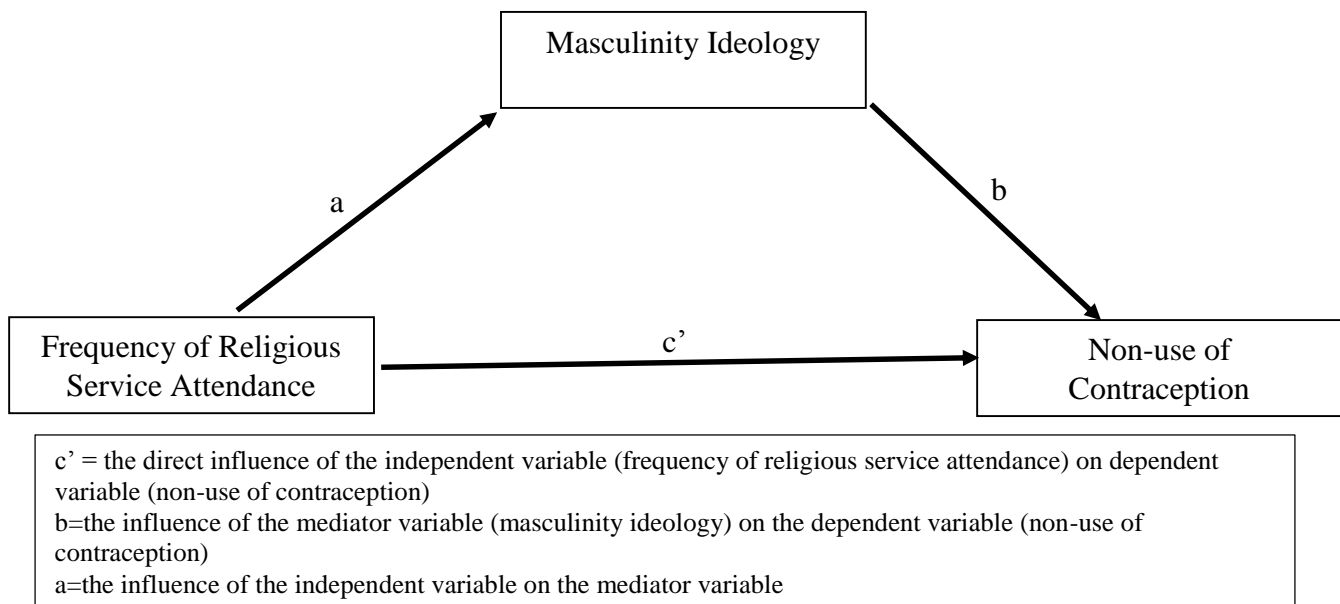 Masculinity Ideology
a
b
c’
Frequency of Religious
Service Attendance
Non-use of
Contraception
c’ = the direct influence of the independent variable (frequency of religious service attendance) on dependent
variable (non-use of contraception)
b=the influence of the mediator variable (masculinity ideology) on the dependent variable (non-use of
contraception)
a=the influence of the independent variable on the mediator variable